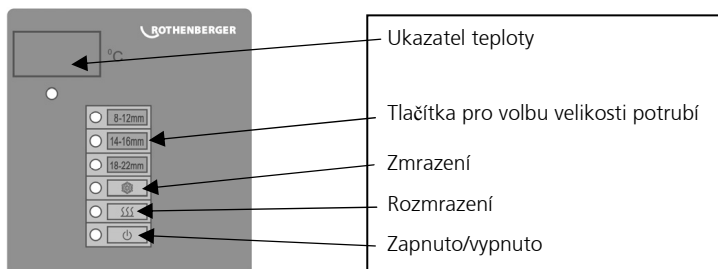 ROTHENBERGER
°C
Ukazatel teploty
8-12mm
Tlačítka pro volbu velikosti potrubí
14-16mm
18-22mm
Zmrazení
Rozmrazení
Zapnuto/vypnuto